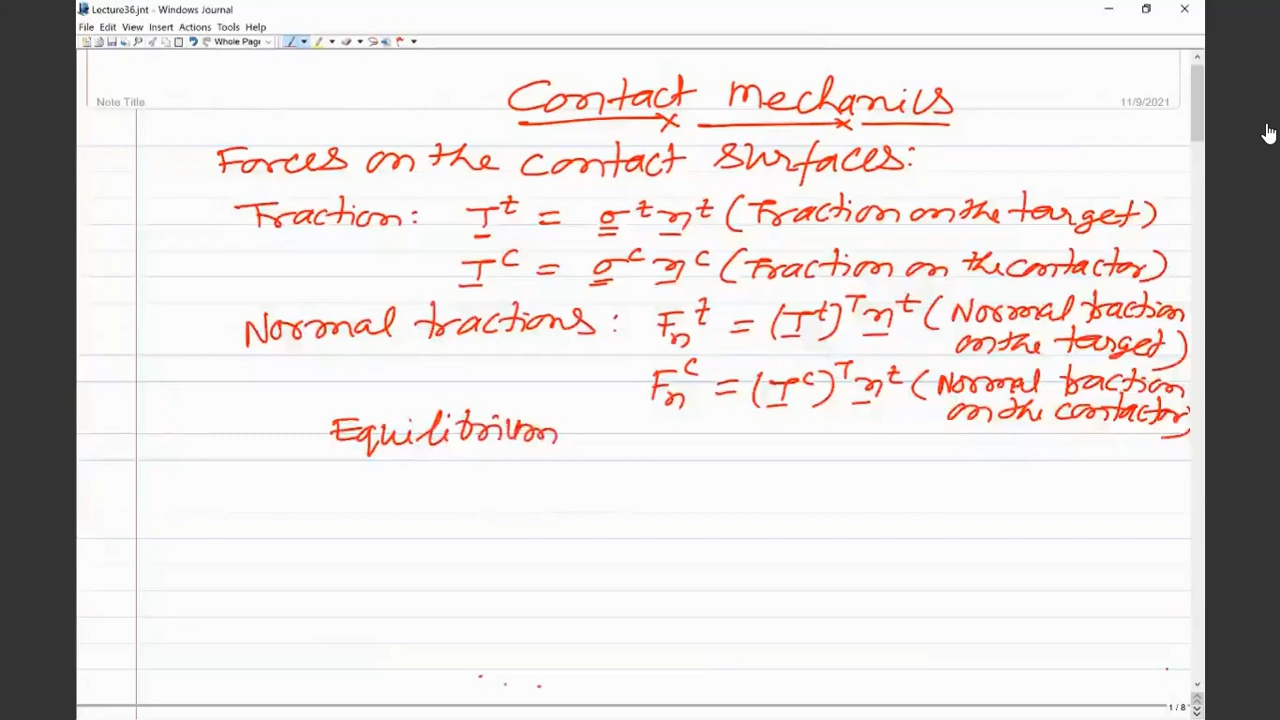 Lecture36.jnt - Windows Journal
File Edit View Insert Actions Tools Help
Whole Page
Note Title
11/9/2021
Contact mechanics
Forces on the contact surfaces:
Traction: T^t = σ^t n^t (Traction on the target)
T^c = σ^c n^c (Traction on the contactor)
Normal tractions: F_n^t = (T^t)^T n^t (Normal traction
on the target)
F_n^c = (T^c)^T n^t (Normal traction
on the contactor)
Equilibrium
1 / 8